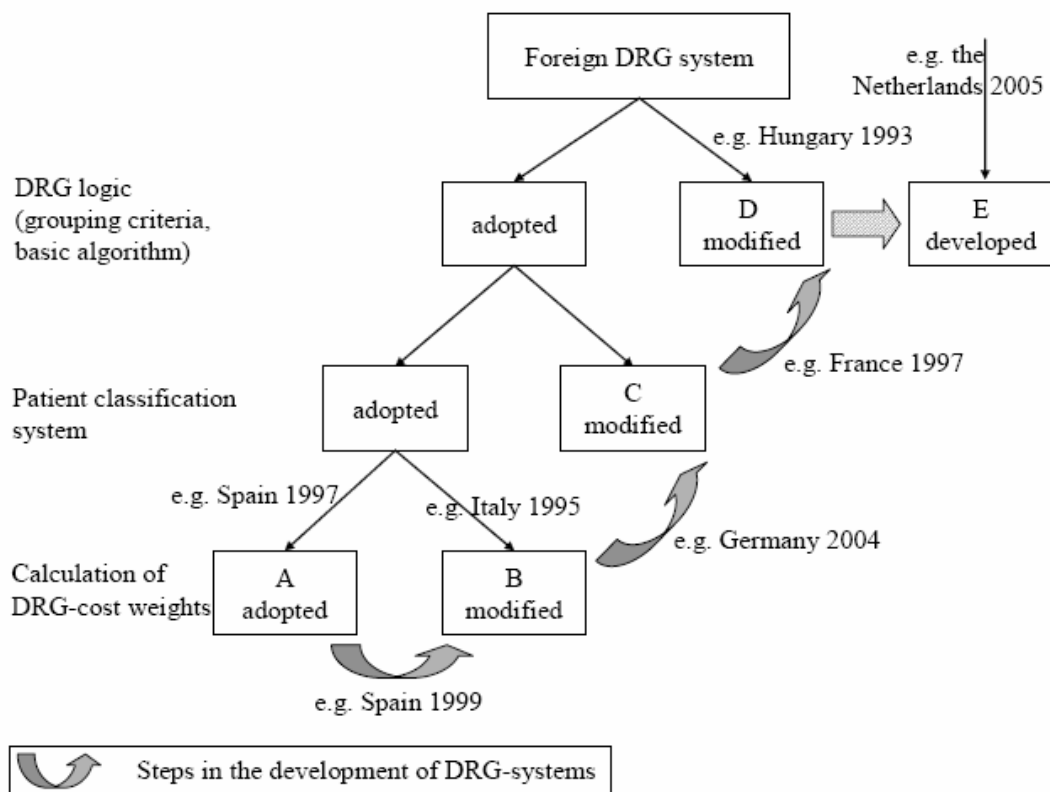 Foreign DRG system
e.g. the
Netherlands 2005
e.g. Hungary 1993
DRG logic
(grouping criteria,
basic algorithm)
adopted
D
modified
E
developed
e.g. France 1997
Patient classification
system
adopted
C
modified
e.g. Spain 1997
e.g. Italy 1995
e.g. Germany 2004
Calculation of
DRG-cost weights
A
adopted
B
modified
e.g. Spain 1999
Steps in the development of DRG-systems